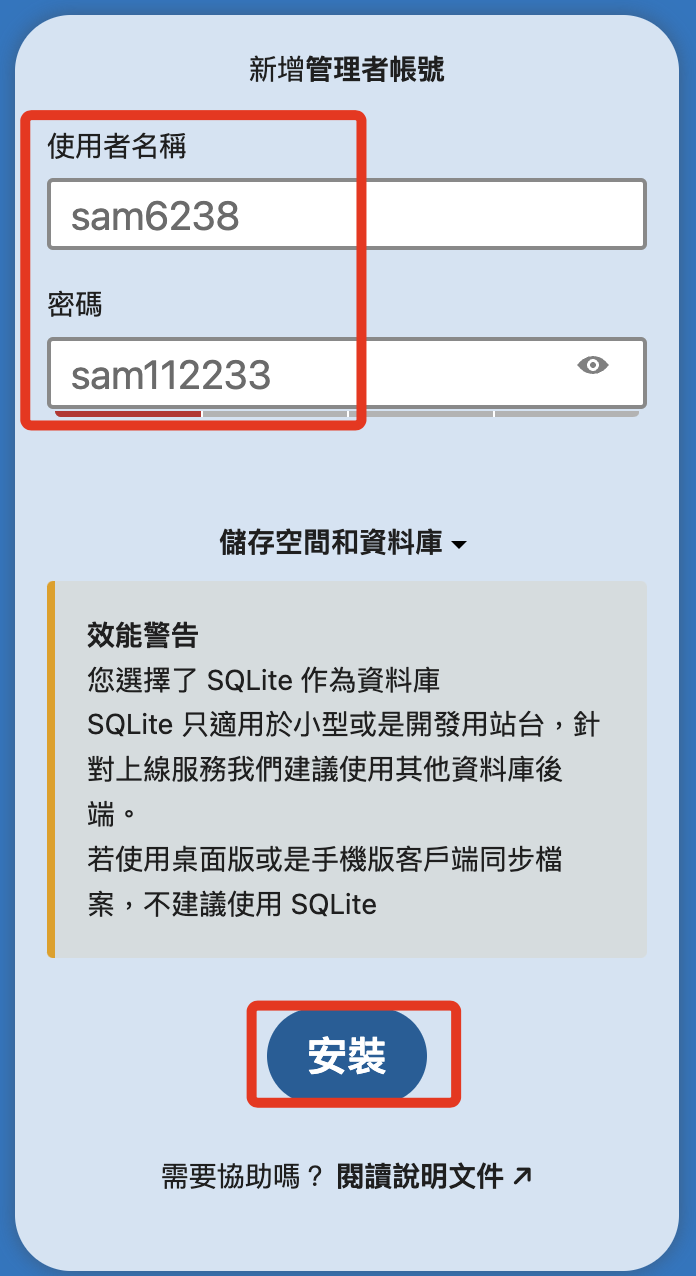 新增管理者帳號
使用者名稱
sam6238
密碼
sam112233
儲存空間和資料庫
效能警告
您選擇了 SQLite 作為資料庫
SQLite 只適用於小型或是開發用站台，針
對上線服務我們建議使用其他資料庫後
端。
若使用桌面版或是手機版客戶端同步檔
案，不建議使用 SQLite
安裝
需要協助嗎？ 閱讀說明文件 ↗